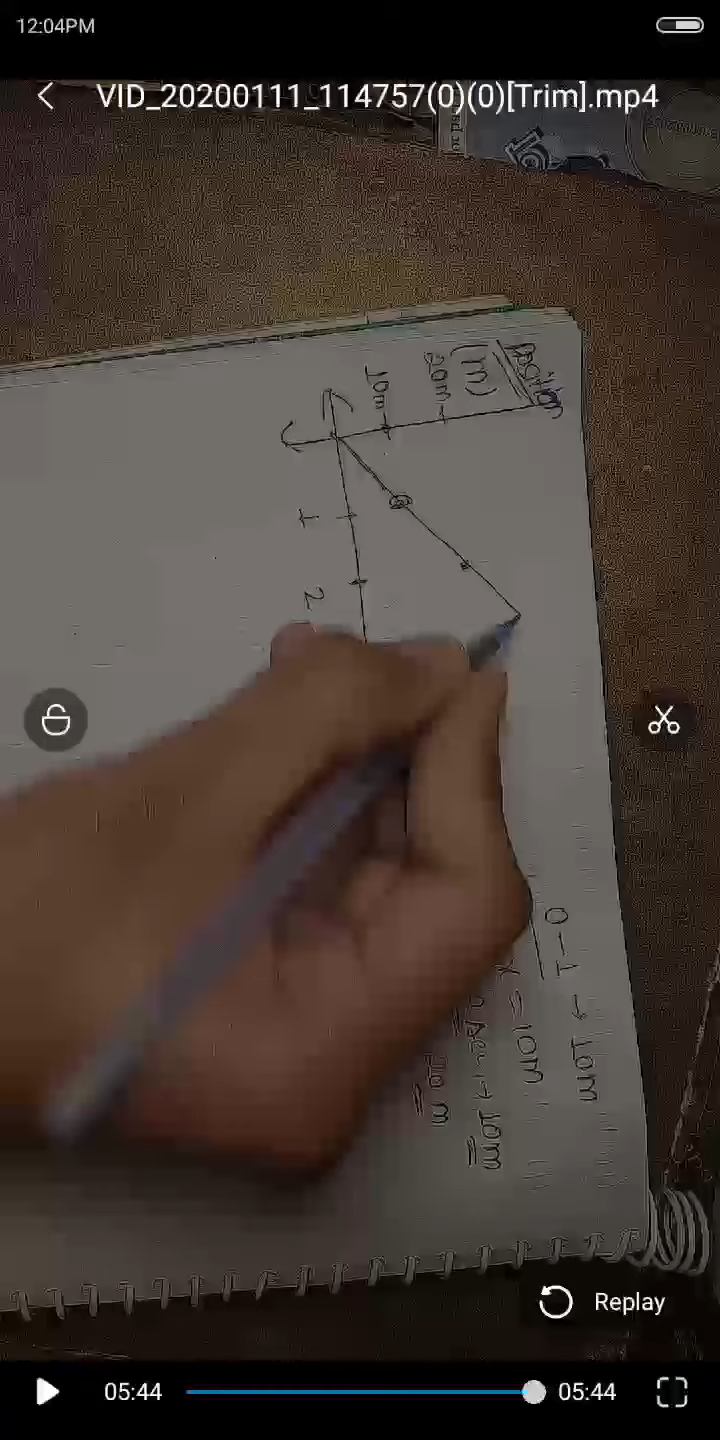 12:04PM
VID_20200111_114757(0)(0)[Trim].mp4
Position
(m)
20m
10m
1
2
0-1 → 10m
x = 10m
+ 10m
20m
Replay
05:44
05:44